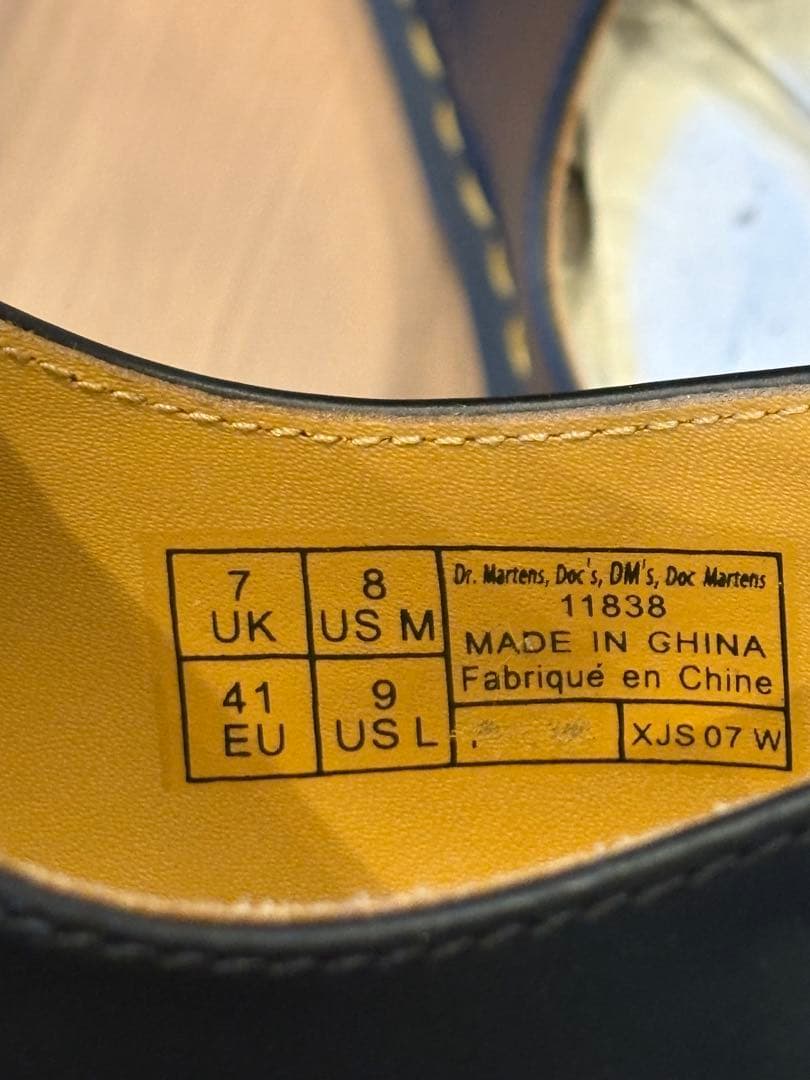 7
UK
8
US M
41
EU
9
US L
Dr. Martens, Doc's, DM's, Doc Martens
11838
MADE IN GHINA
Fabriqué en Chine
XJS 07 W